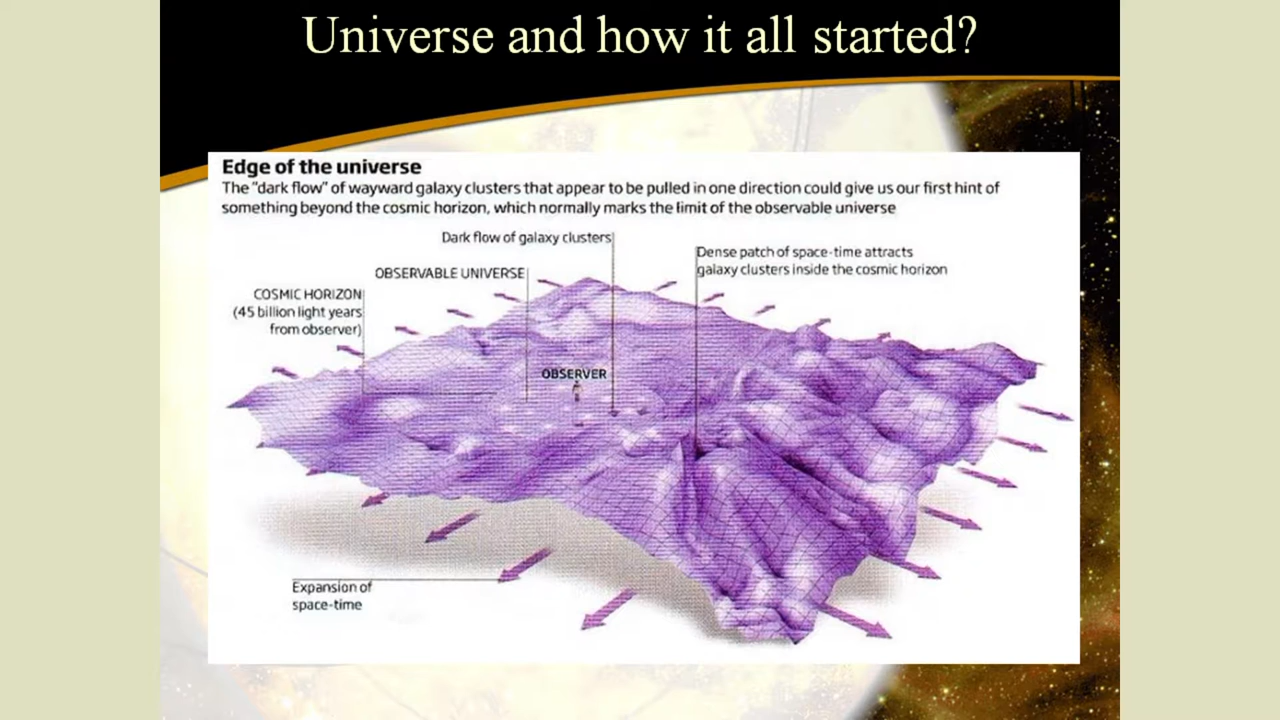 Universe and how it all started?
Edge of the universe
The "dark flow" of wayward galaxy clusters that appear to be pulled in one direction could give us our first hint of
something beyond the cosmic horizon, which normally marks the limit of the observable universe
Dark flow of galaxy clusters
Dense patch of space-time attracts
galaxy clusters inside the cosmic horizon
OBSERVABLE UNIVERSE
COSMIC HORIZON
(45 billion light years
from observer)
OBSERVER
Expansion of
space-time